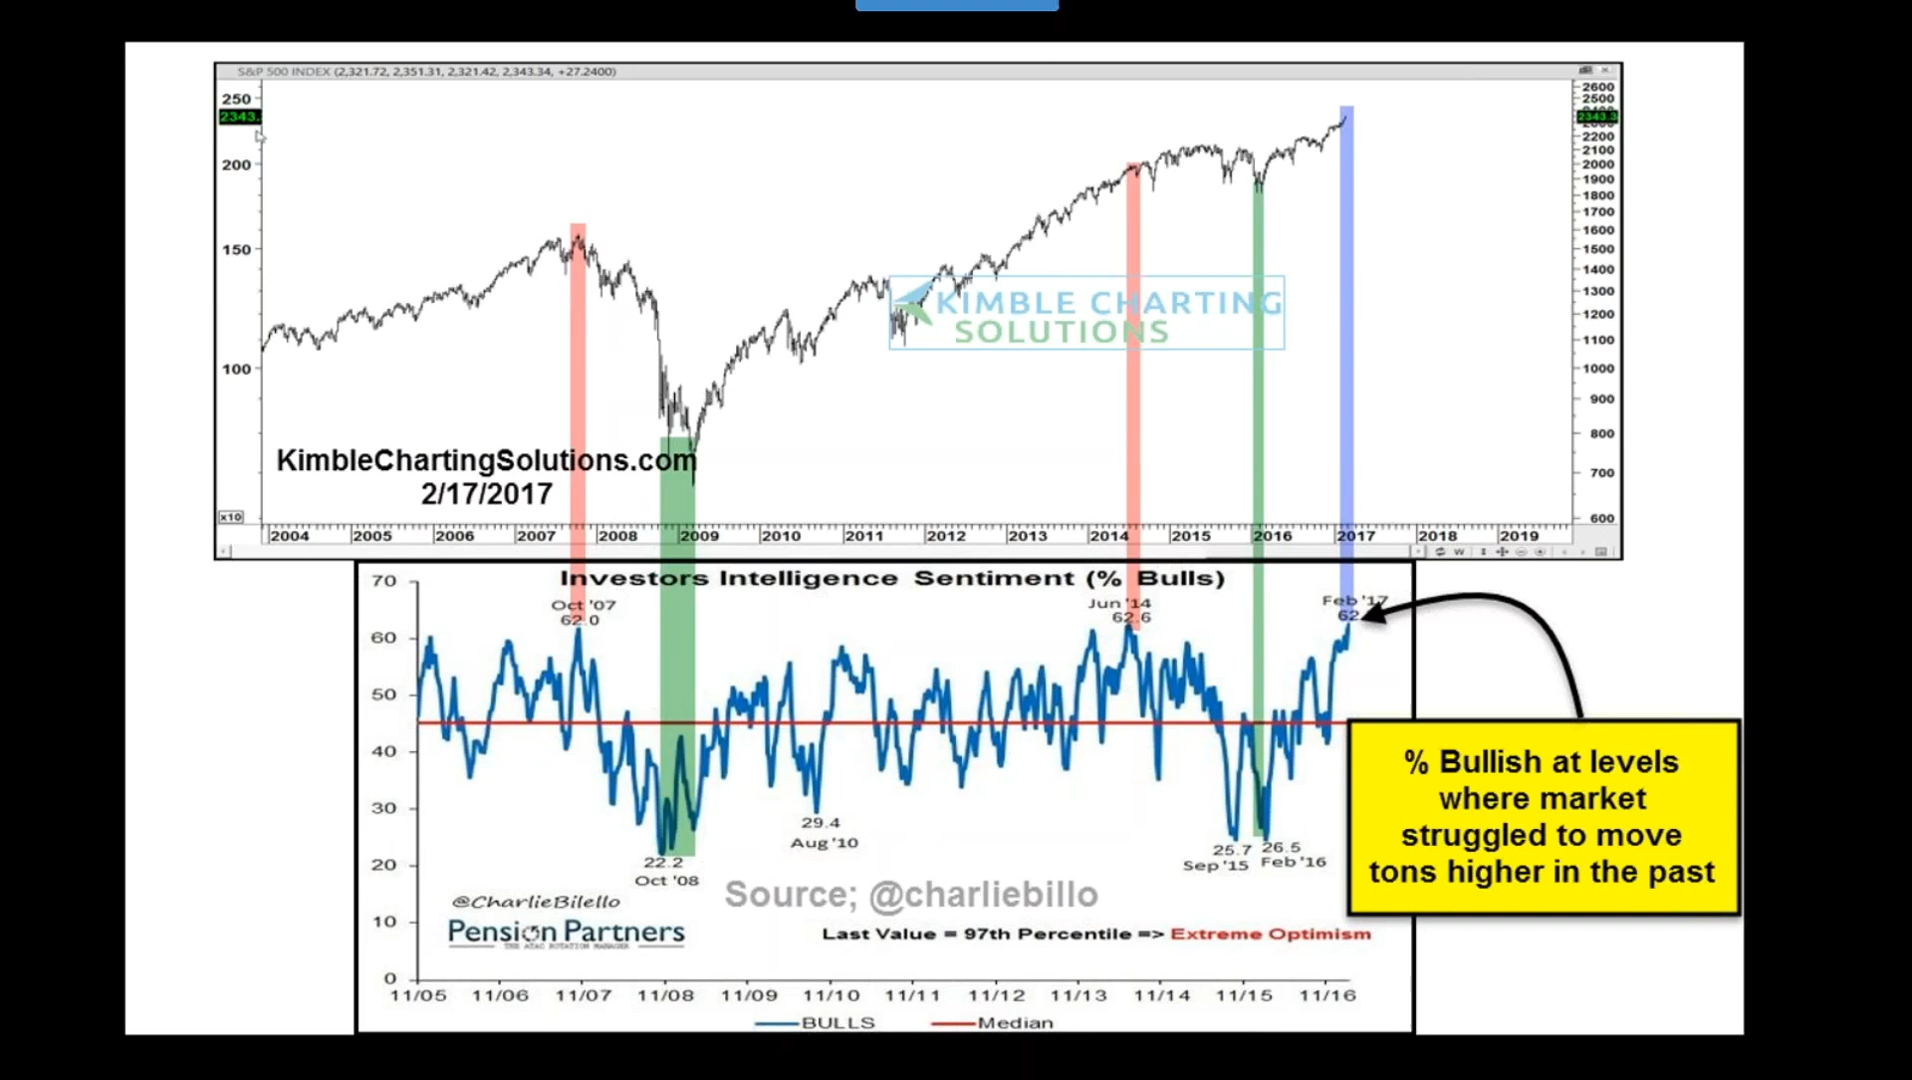 S&P 500 INDEX (2,321.72, 2,351.31, 2,321.42, 2,343.34, +27.2400)
250
2343.
200
150
100
x10
2600
2500
2343.3
2200
2100
2000
1900
1800
1700
1600
1500
1400
1300
1200
1100
1000
900
800
700
600
KIMBLE CHARTING
SOLUTIONS
KimbleChartingSolutions.com
2/17/2017
2004 2005 2006 2007 2008 2009 2010 2011 2012 2013 2014 2015 2016 2017 2018 2019
W
Investors Intelligence Sentiment (% Bulls)
70
60
50
40
30
20
10
0
Oct '07
62.0
Jun '14
62.6
Feb '17
62
22.2
Oct '08
29.4
Aug '10
25.7
Sep '15
26.5
Feb '16
% Bullish at levels
where market
struggled to move
tons higher in the past
@CharlieBilello
Pension Partners
THE ATAC ROTATION MANAGER
Source; @charliebillo
Last Value = 97th Percentile => Extreme Optimism
11/05 11/06 11/07 11/08 11/09 11/10 11/11 11/12 11/13 11/14 11/15 11/16
BULLS Median